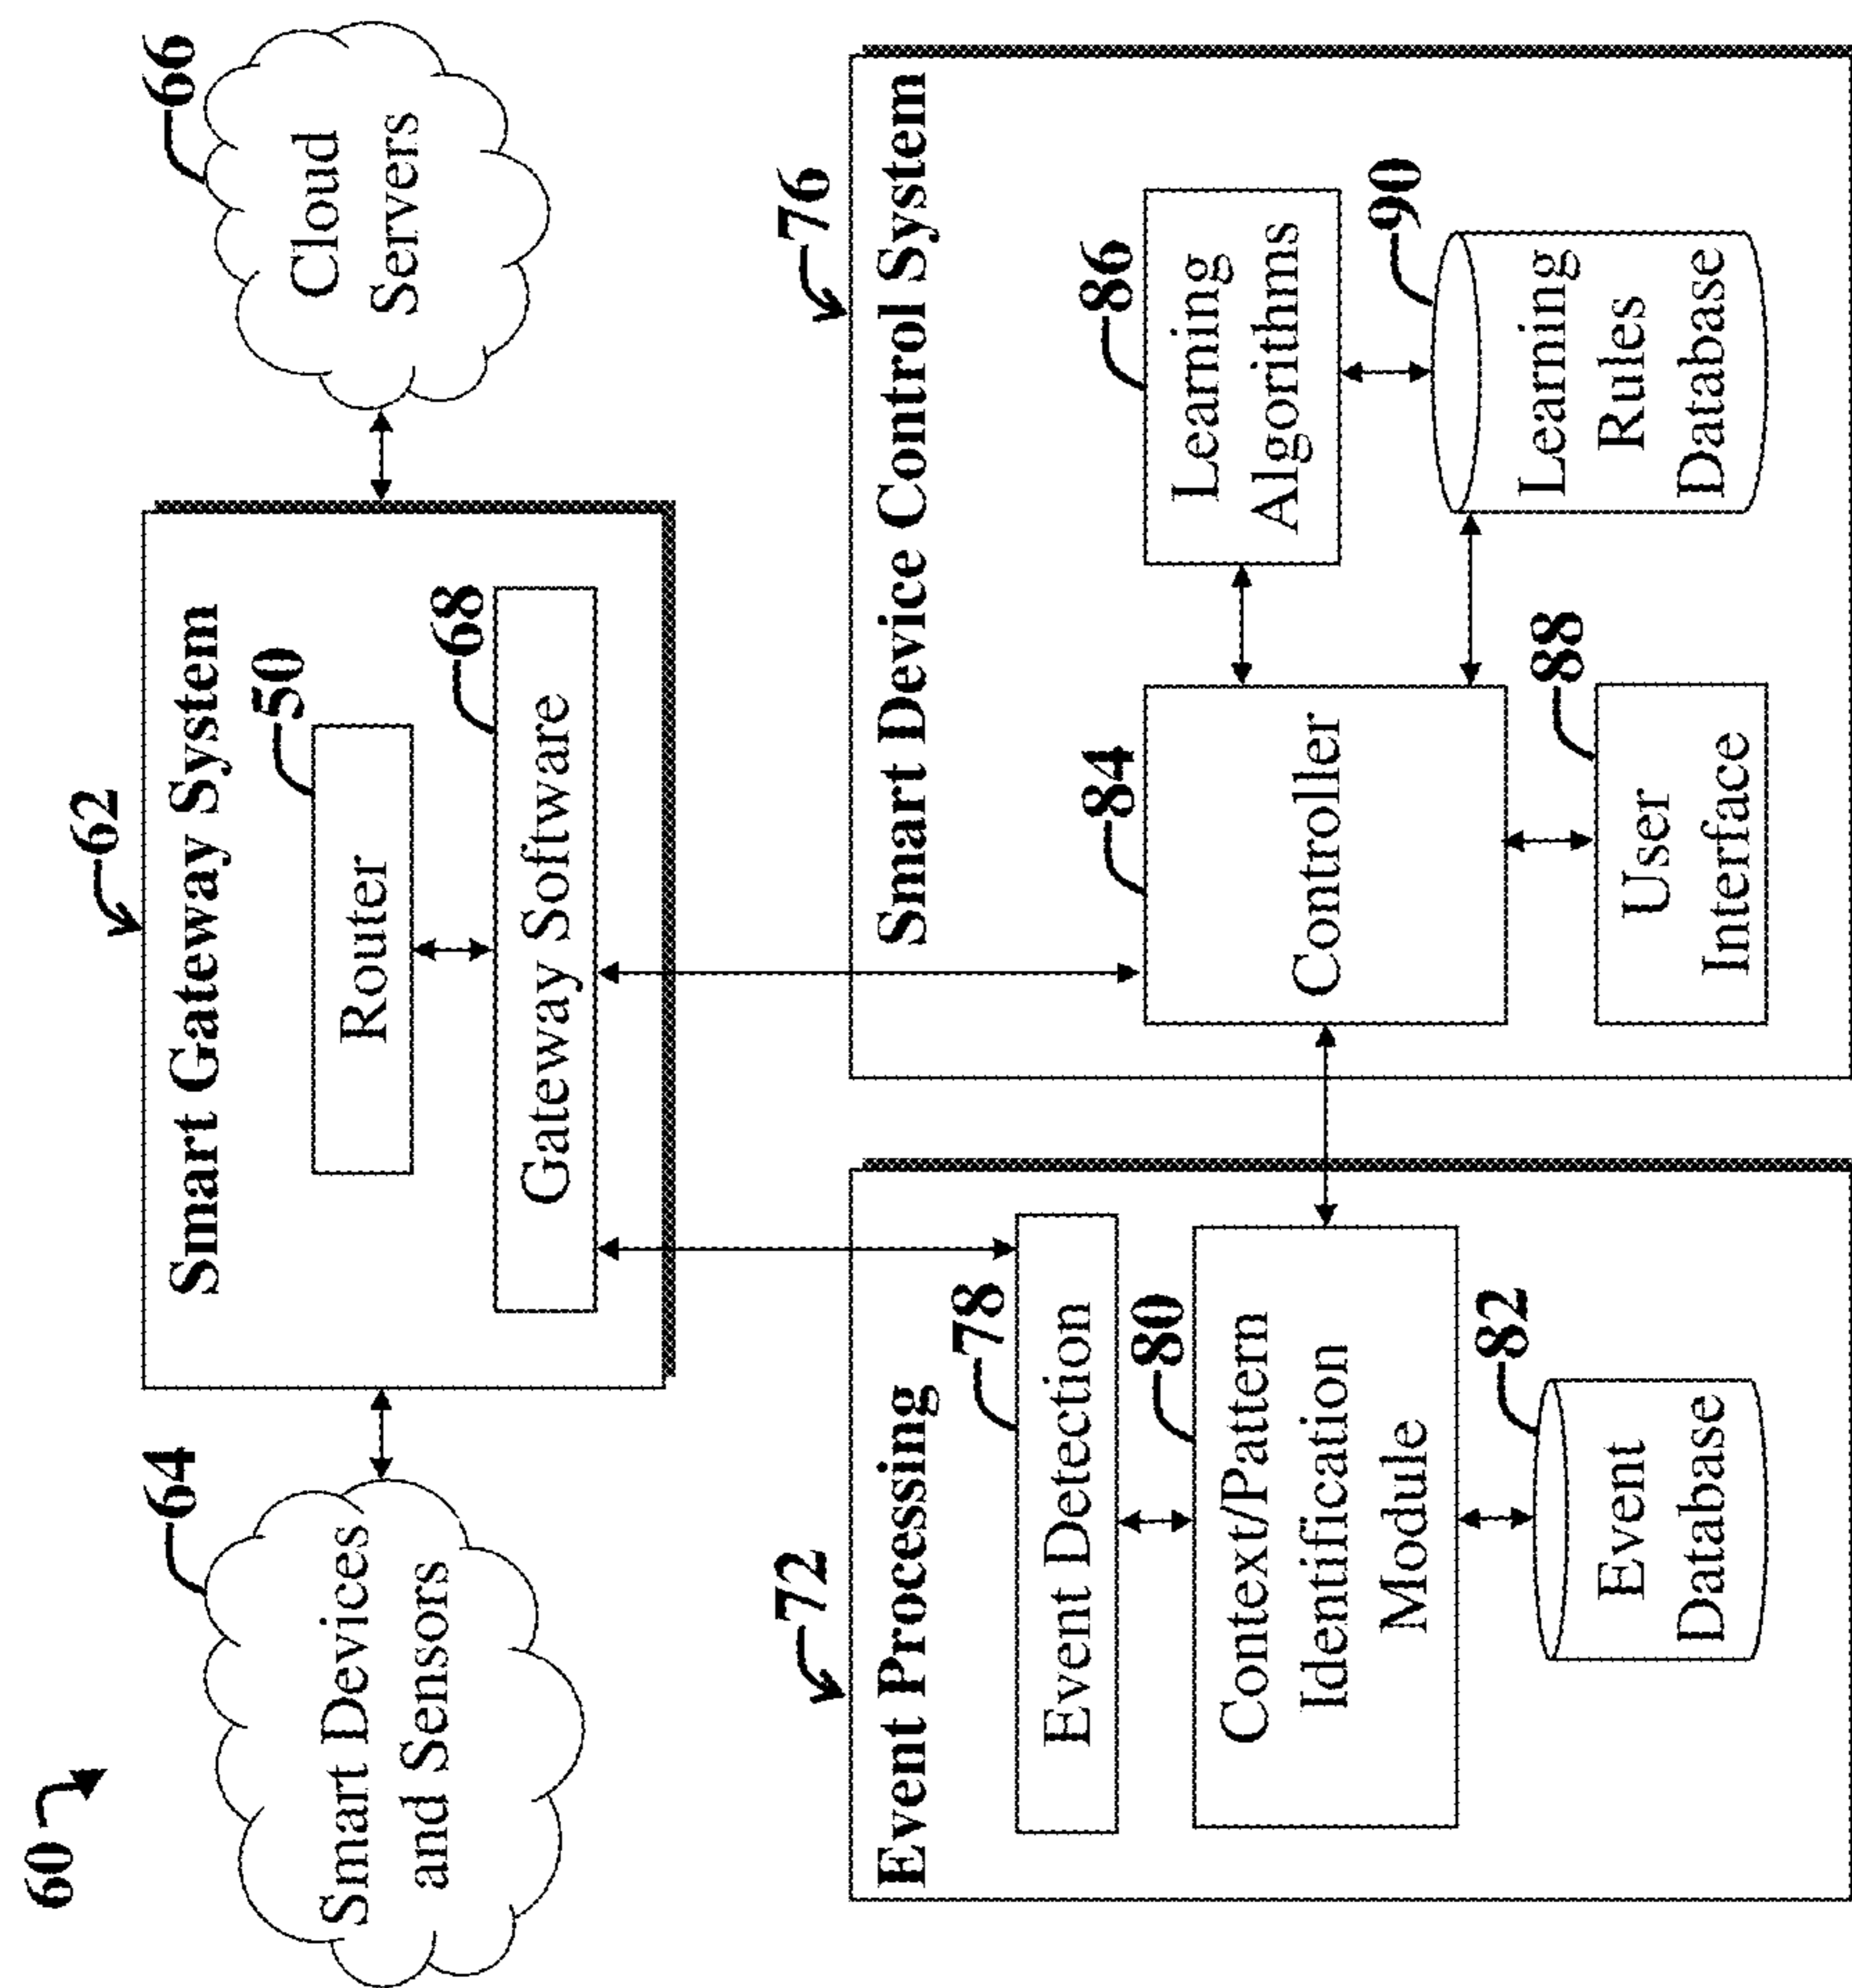 60
64
Smart Devices
and Sensors
62
Smart Gateway System
50
Router
68
Gateway Software
66
Cloud
Servers
72
Event Processing
78
Event Detection
80
Context/Pattern
Identification
Module
82
Event
Database
76
Smart Device Control System
84
Controller
86
Learning
Algorithms
88
User
Interface
90
Learning
Rules
Database